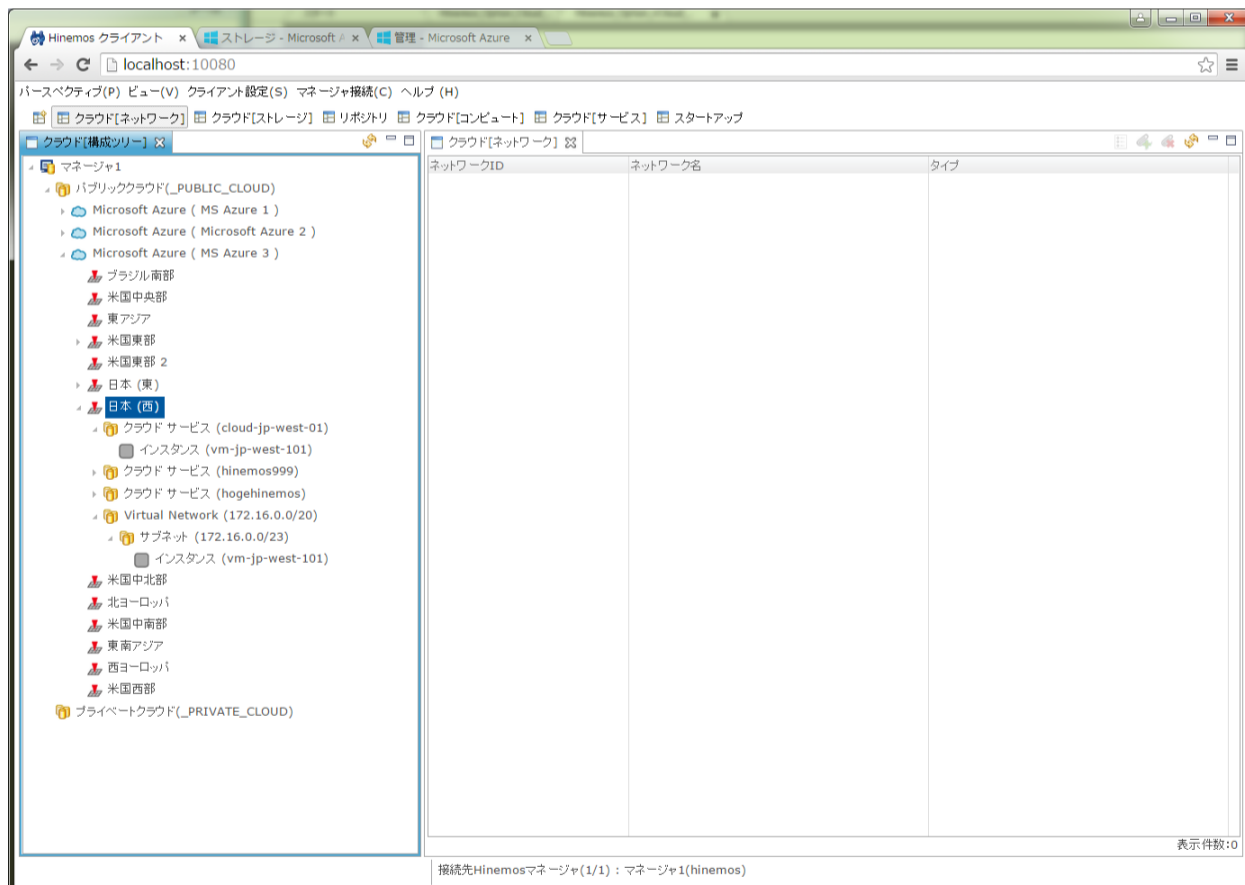 Hinemos クライアント
ストレージ - Microsoft A
管理 - Microsoft Azure
localhost:10080
パースペクティブ(P) ビュー(V) クライアント設定(S) マネージャ接続(C) ヘルプ (H)
クラウド[ネットワーク] クラウド[ストレージ] リポジトリ クラウド[コンピュート] クラウド[サービス] スタートアップ
クラウド[構成ツリー]
マネージャ1
パブリッククラウド(_PUBLIC_CLOUD)
Microsoft Azure ( MS Azure 1 )
Microsoft Azure ( Microsoft Azure 2 )
Microsoft Azure ( MS Azure 3 )
ブラジル南部
米国中央部
東アジア
米国東部
米国東部 2
日本 (東)
日本 (西)
クラウド サービス (cloud-jp-west-01)
インスタンス (vm-jp-west-101)
クラウド サービス (hinemos999)
クラウド サービス (hogehinemos)
Virtual Network (172.16.0.0/20)
サブネット (172.16.0.0/23)
インスタンス (vm-jp-west-101)
米国中北部
北ヨーロッパ
米国中南部
東南アジア
西ヨーロッパ
米国西部
プライベートクラウド(_PRIVATE_CLOUD)
クラウド[ネットワーク]
ネットワークID ネットワーク名 タイプ
表示件数:0
接続先Hinemosマネージャ(1/1) : マネージャ1(hinemos)